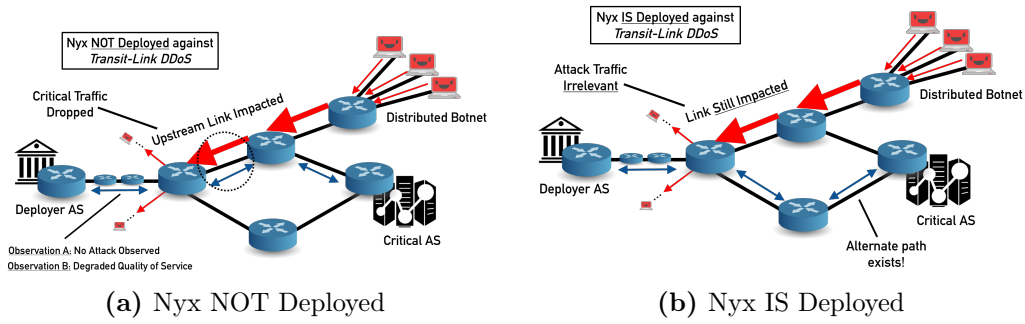 Nyx NOT Deployed against
Transit-Link DDoS
Critical Traffic
Dropped
Upstream Link Impacted
Distributed Botnet
Deployer AS
Critical AS
Observation A: No Attack Observed
Observation B: Degraded Quality of Service
(a) Nyx NOT Deployed
Nyx IS Deployed against
Transit-Link DDoS
Attack Traffic
Irrelevant
Link Still Impacted
Distributed Botnet
Deployer AS
Critical AS
Alternate path
exists!
(b) Nyx IS Deployed